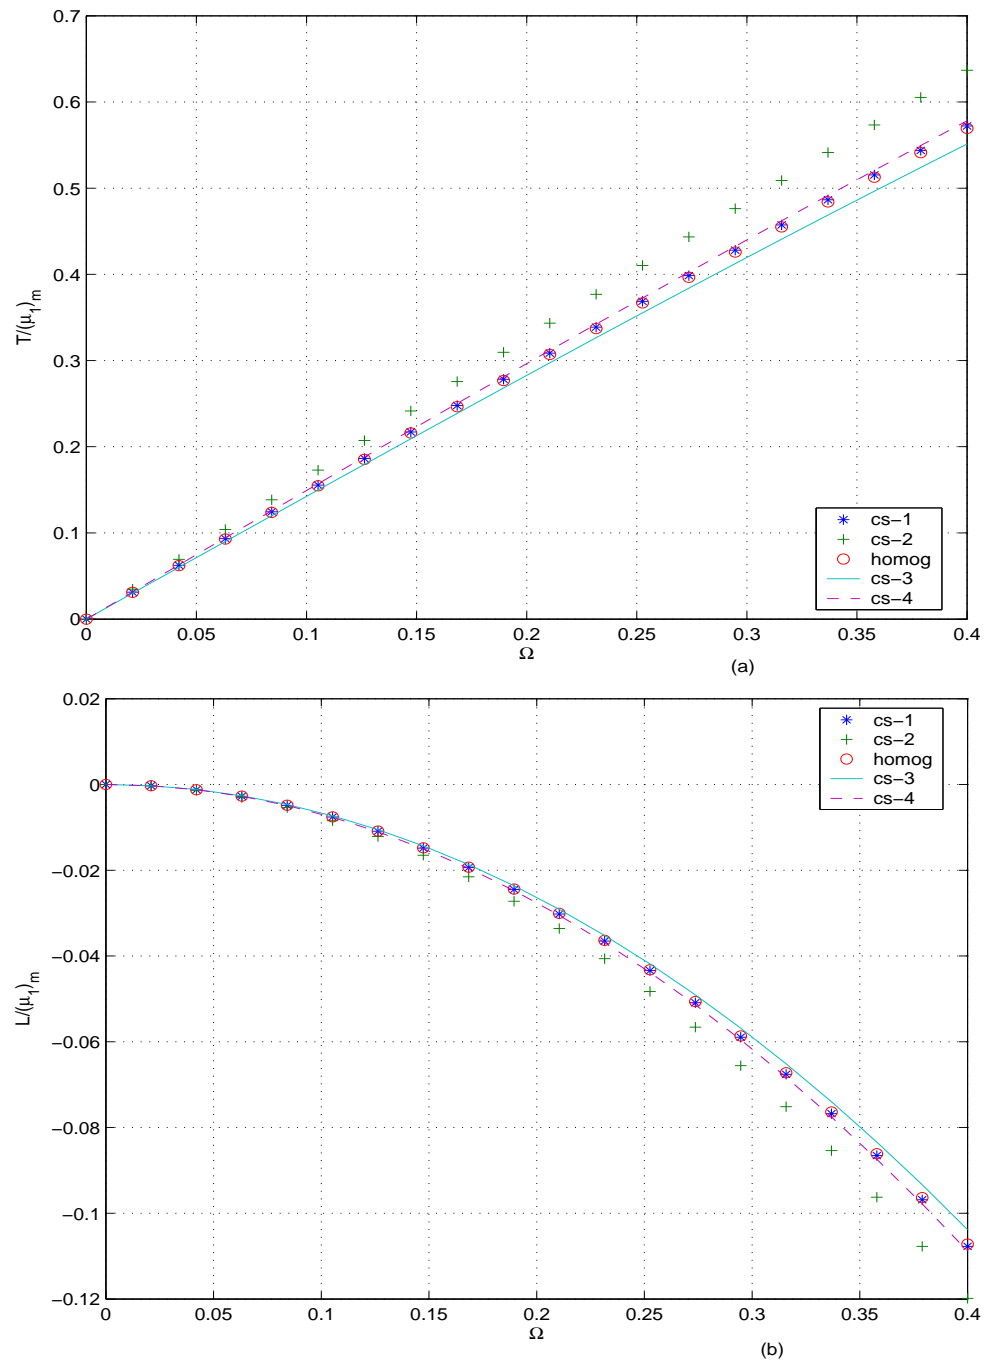 0.7
0.6
0.5
0.4
0.3
0.2
0.1
0
T/(μ₁)ₘ
0 0.05 0.1 0.15 0.2 0.25 0.3 0.35 0.4
Ω
(a)
cs−1
cs−2
homog
cs−3
cs−4
0.02
0
−0.02
−0.04
−0.06
−0.08
−0.1
−0.12
L/(μ₁)ₘ
0 0.05 0.1 0.15 0.2 0.25 0.3 0.35 0.4
Ω
(b)
cs−1
cs−2
homog
cs−3
cs−4